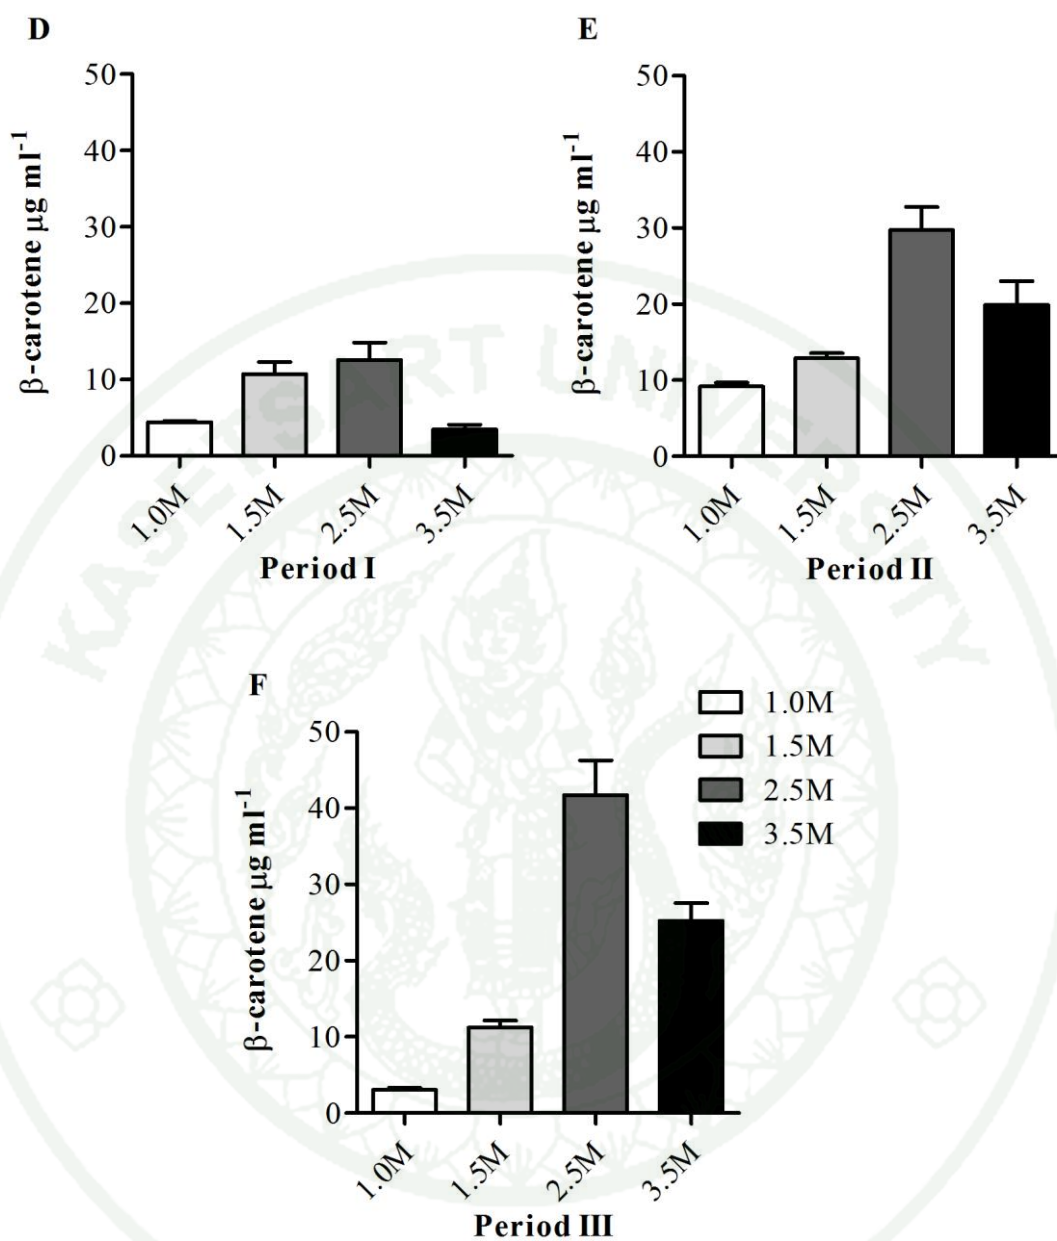 D
β-carotene µg ml⁻¹
50
40
30
20
10
0
1.0M
1.5M
2.5M
3.5M
Period I
E
β-carotene µg ml⁻¹
50
40
30
20
10
0
1.0M
1.5M
2.5M
3.5M
Period II
F
β-carotene µg ml⁻¹
50
40
30
20
10
0
1.0M
1.5M
2.5M
3.5M
Period III
1.0M
1.5M
2.5M
3.5M
KASETSART UNIVERSITY